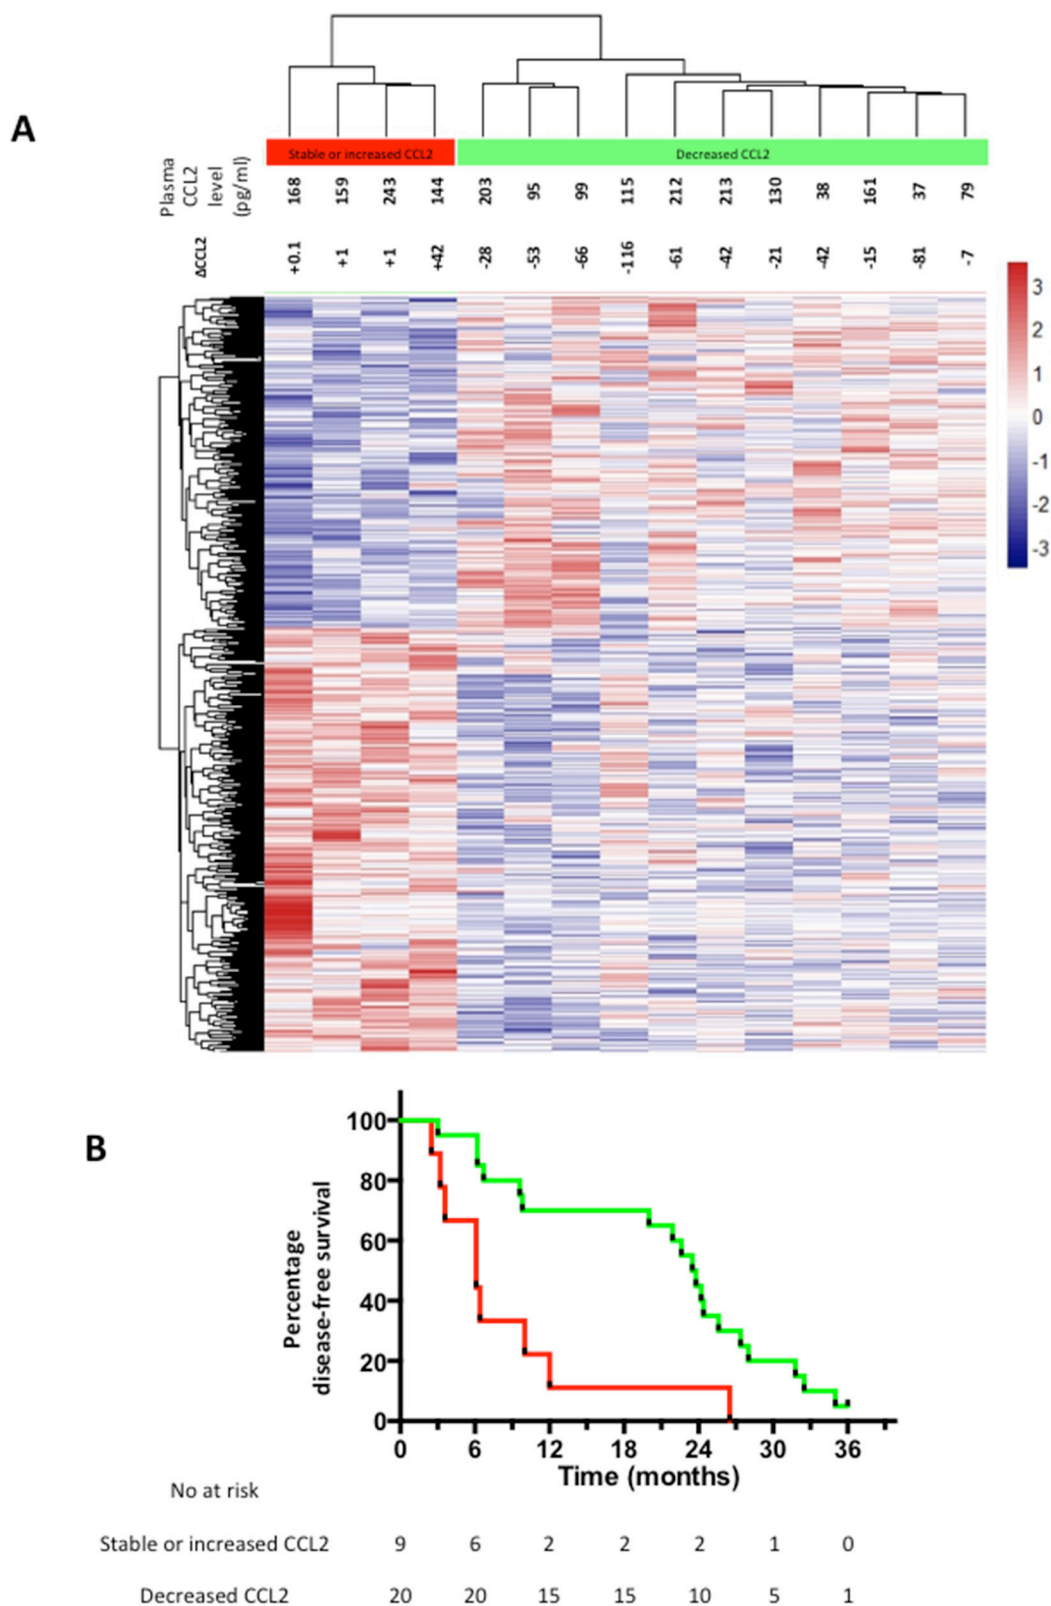 A
Stable or increased CCL2
Decreased CCL2
Plasma
CCL2
level
(pg/ml)
168 159 243 144 203 95 99 115 212 213 130 38 161 37 79
ΔCCL2
+0.1 +1 +1 +42 -28 -53 -66 -116 -61 -42 -21 -42 -15 -81 -7
3
2
1
0
-1
-2
-3
B
Percentage
disease-free survival
100
80
60
40
20
0
0 6 12 18 24 30 36
Time (months)
No at risk
Stable or increased CCL2 9 6 2 2 2 1 0
Decreased CCL2 20 20 15 15 10 5 1